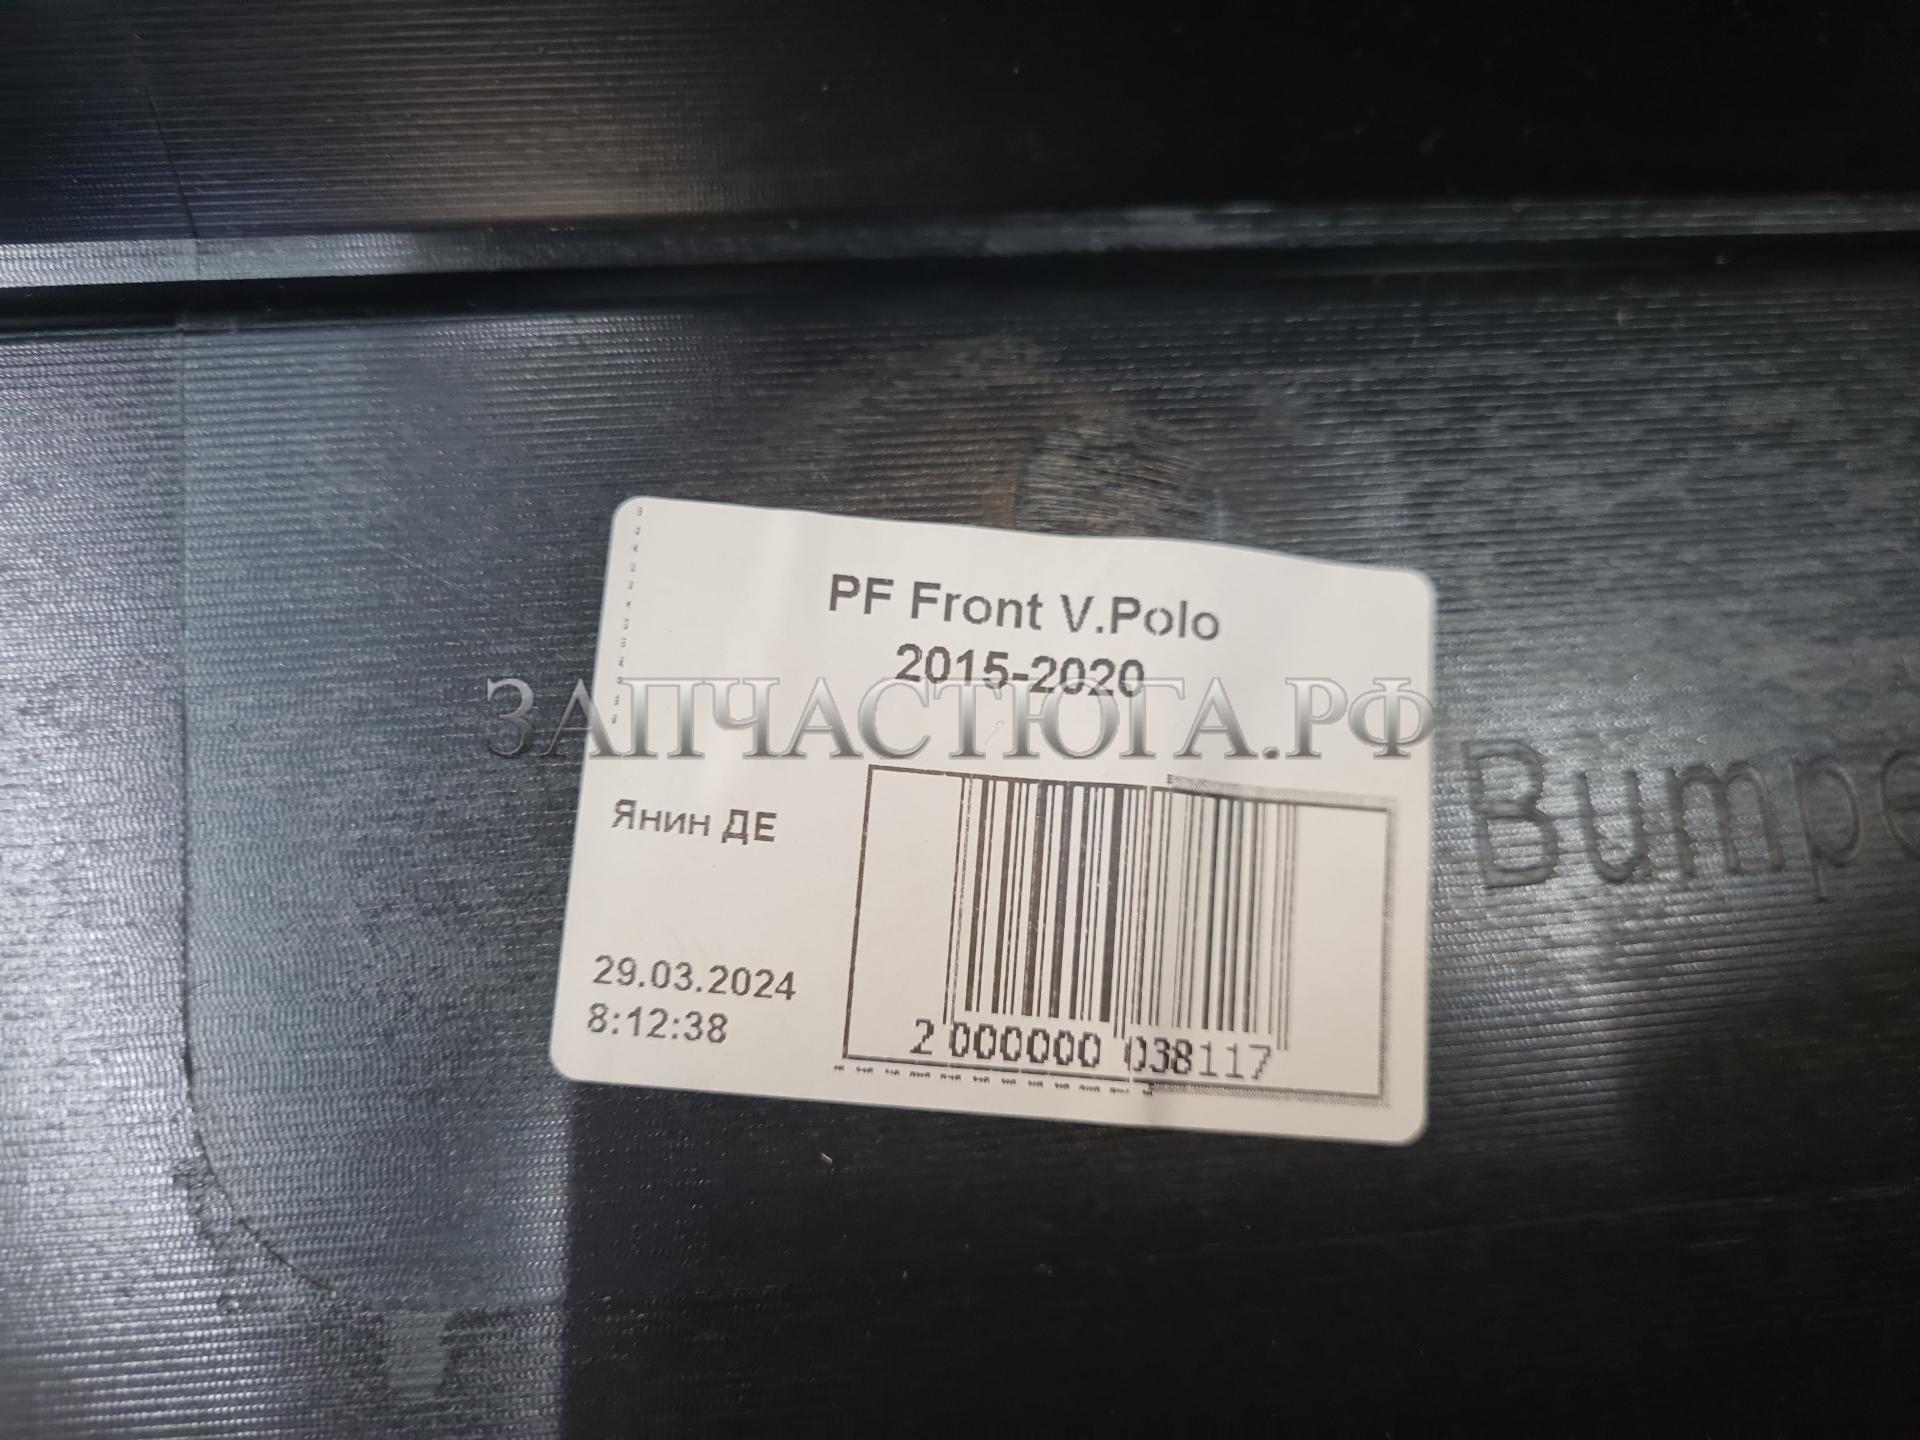 PF Front V.Polo
2015-2020
ЗАПЧАСТЮГА.РФ
Bumpe
Янин ДЕ
29.03.2024
8:12:38
2 000000 038117